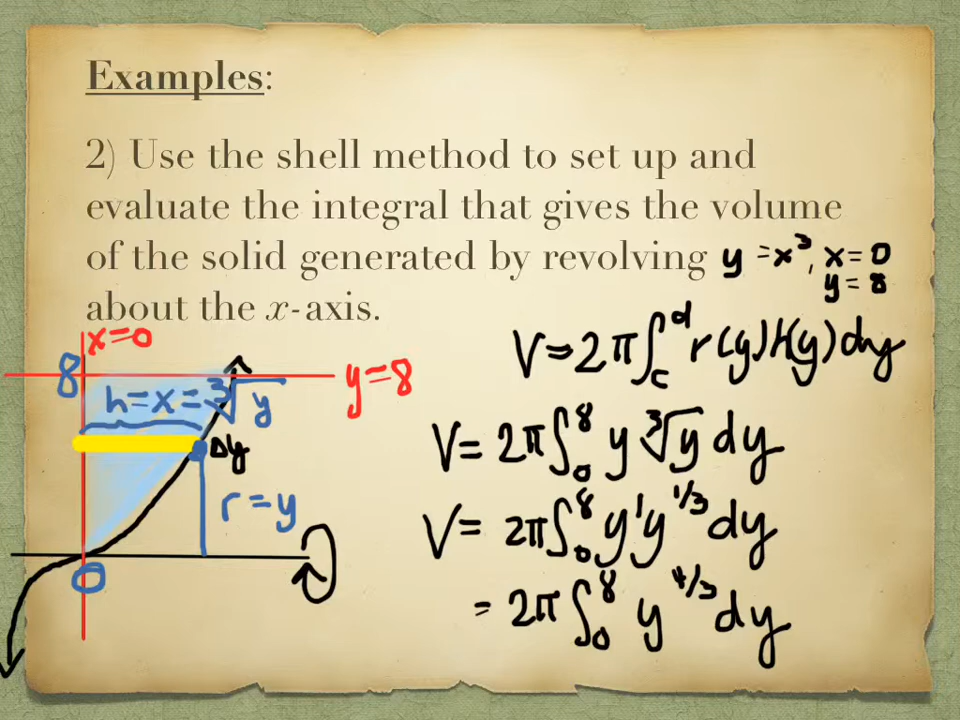 Examples:
2) Use the shell method to set up and
evaluate the integral that gives the volume
of the solid generated by revolving y = x³, x = 0
y = 8
about the x-axis.
x=0
8
y=8
h=x=∛y
Δy
r=y
0
V=2π∫_c^d r(y)h(y)dy
V=2π∫_0^8 y∛y dy
V=2π∫_0^8 y¹y^{1/3}dy
=2π∫_0^8 y^{4/3}dy